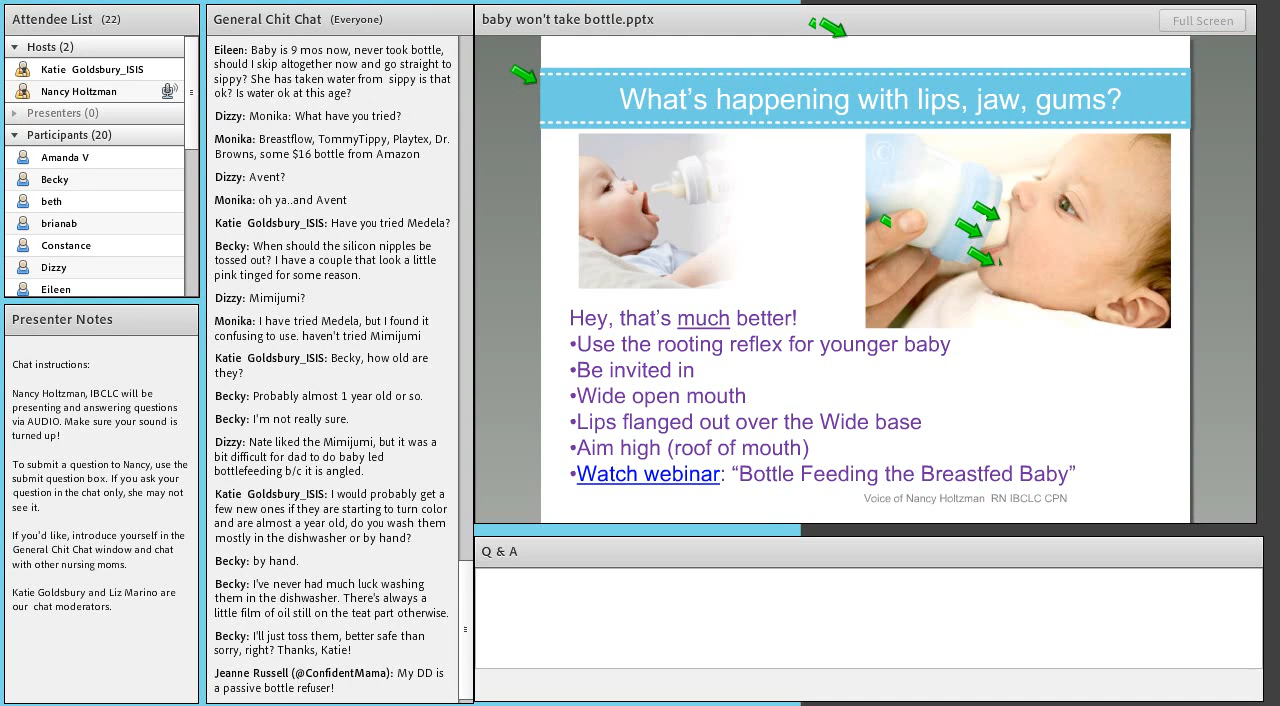 Attendee List (22)
Hosts (2)
Katie Goldsbury_ISIS
Nancy Holtzman
Presenters (0)
Participants (20)
Amanda V
Becky
beth
brianab
Constance
Dizzy
Eileen
Presenter Notes
Chat instructions:
Nancy Holtzman, IBCLC will be
presenting and answering questions
via AUDIO. Make sure your sound is
turned up!
To submit a question to Nancy, use the
submit question box. If you ask your
question in the chat only, she may not
see it.
If you'd like, introduce yourself in the
General Chit Chat window and chat
with other nursing moms.
Katie Goldsbury and Liz Marino are
our chat moderators.
General Chit Chat (Everyone)
Eileen: Baby is 9 mos now, never took bottle,
should I skip altogether now and go straight to
sippy? She has taken water from sippy is that
ok? Is water ok at this age?
Dizzy: Monika: What have you tried?
Monika: Breastflow, TommyTippy, Playtex, Dr.
Browns, some $16 bottle from Amazon
Dizzy: Avent?
Monika: oh ya..and Avent
Katie Goldsbury_ISIS: Have you tried Medela?
Becky: When should the silicon nipples be
tossed out? I have a couple that look a little
pink tinged for some reason.
Dizzy: Mimijumi?
Monika: I have tried Medela, but I found it
confusing to use. haven't tried Mimijumi
Katie Goldsbury_ISIS: Becky, how old are
they?
Becky: Probably almost 1 year old or so.
Becky: I'm not really sure.
Dizzy: Nate liked the Mimijumi, but it was a
bit difficult for dad to do baby led
bottlefeeding b/c it is angled.
Katie Goldsbury_ISIS: I would probably get a
few new ones if they are starting to turn color
and are almost a year old, do you wash them
mostly in the dishwasher or by hand?
Becky: by hand.
Becky: I've never had much luck washing
them in the dishwasher. There's always a
little film of oil still on the teat part otherwise.
Becky: I'll just toss them, better safe than
sorry, right? Thanks, Katie!
Jeanne Russell (@ConfidentMama): My DD is
a passive bottle refuser!
baby won't take bottle.pptx
Full Screen
What's happening with lips, jaw, gums?
©
Hey, that's much better!
•Use the rooting reflex for younger baby
•Be invited in
•Wide open mouth
•Lips flanged out over the Wide base
•Aim high (roof of mouth)
•Watch webinar: “Bottle Feeding the Breastfed Baby”
Voice of Nancy Holtzman RN IBCLC CPN
Q & A